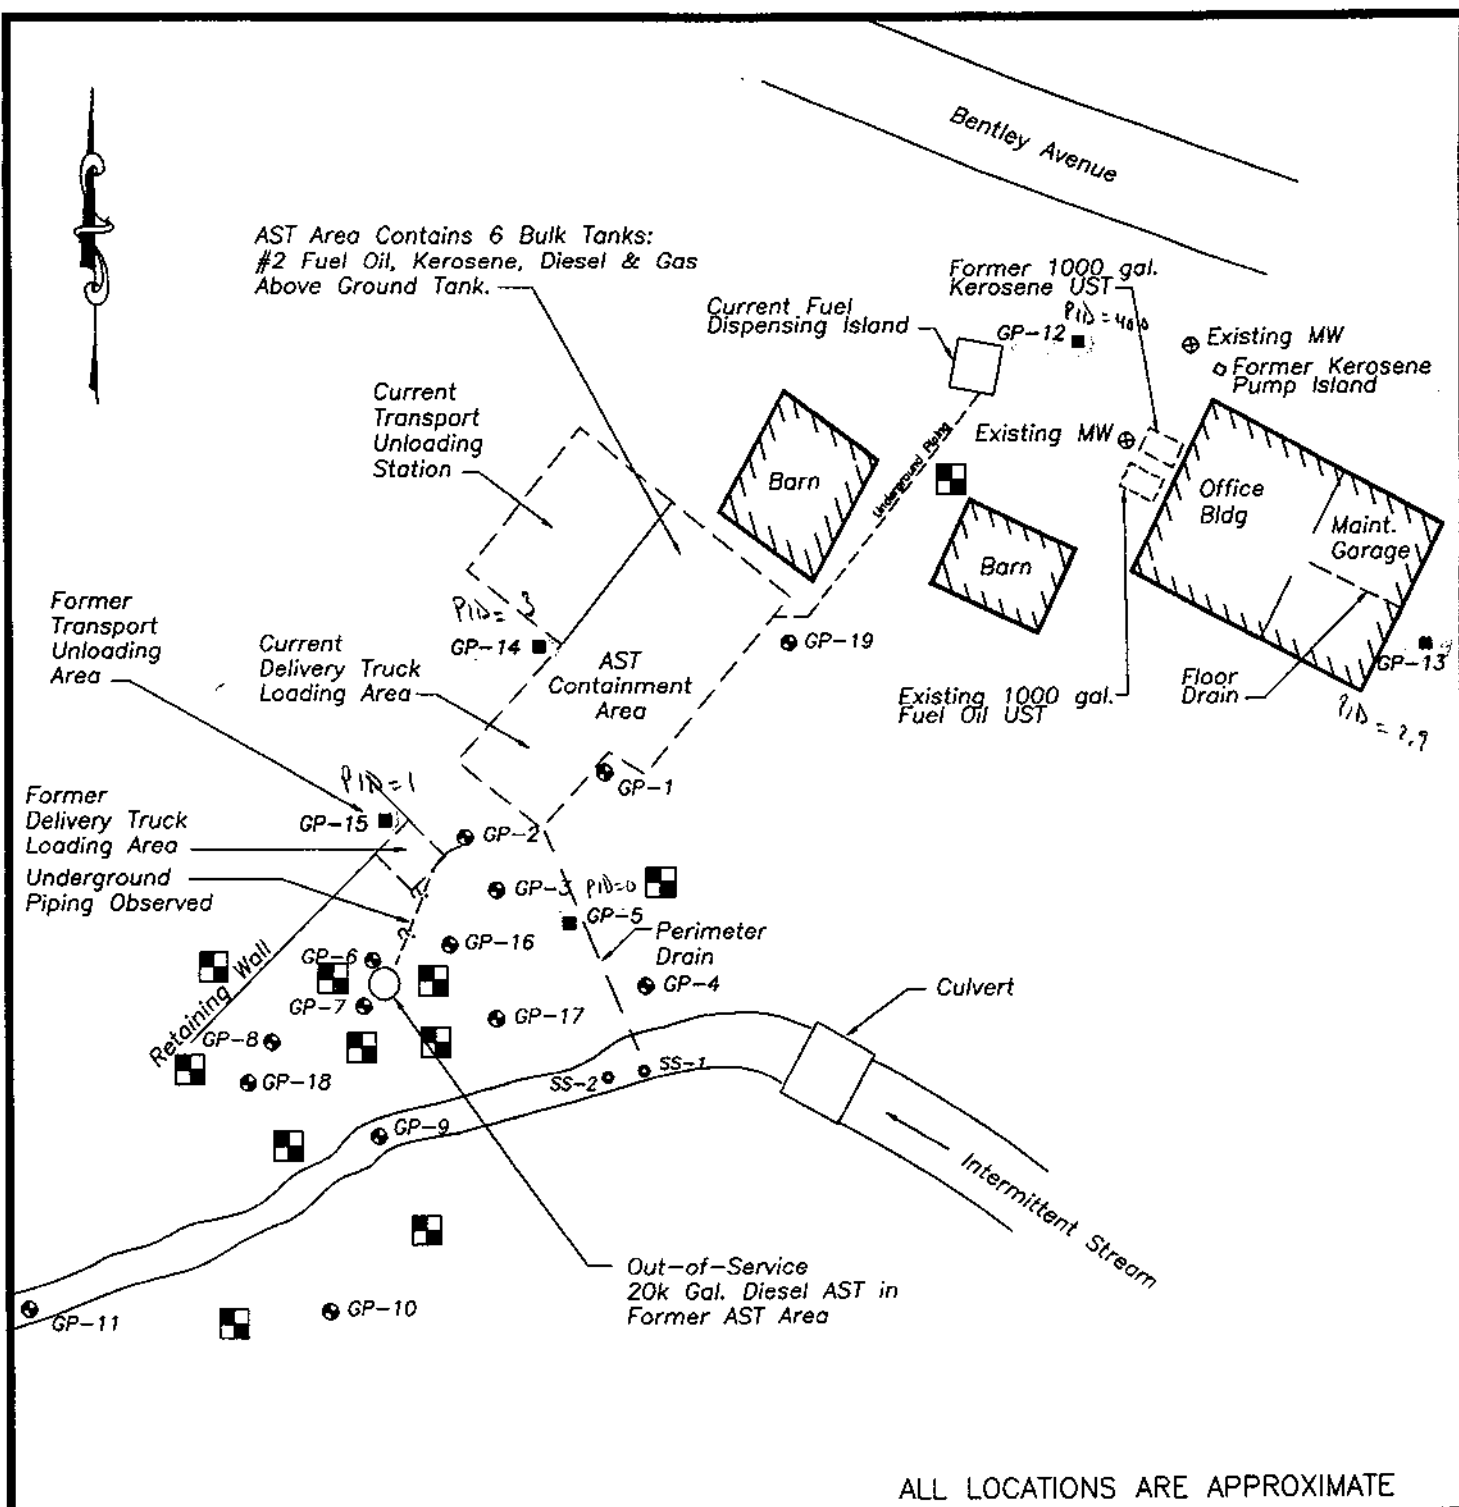 Bentley Avenue
AST Area Contains 6 Bulk Tanks:
#2 Fuel Oil, Kerosene, Diesel & Gas
Above Ground Tank.
Former 1000 gal.
Kerosene UST
Current Fuel
Dispensing Island
GP-12
Existing MW
Former Kerosene
Pump Island
Current
Transport
Unloading
Station
Existing MW
Underground Piping
Barn
Office
Bldg
Maint.
Garage
Barn
Former
Transport
Unloading
Area
PID= 3
GP-14
Current
Delivery Truck
Loading Area
AST
Containment
Area
GP-19
GP-13
Existing 1000 gal.
Fuel Oil UST
Floor
Drain
PID = 2.9
PID=1
GP-1
Former
Delivery Truck
Loading Area
GP-15
GP-2
Underground
Piping Observed
?
GP-3
PID=0
GP-5
?
GP-16
Perimeter
Drain
GP-6
Retaining Wall
GP-4
Culvert
GP-7
GP-17
GP-8
SS-1
SS-2
GP-18
GP-9
Intermittent Stream
Out-of-Service
20k Gal. Diesel AST in
Former AST Area
GP-10
GP-11
ALL LOCATIONS ARE APPROXIMATE